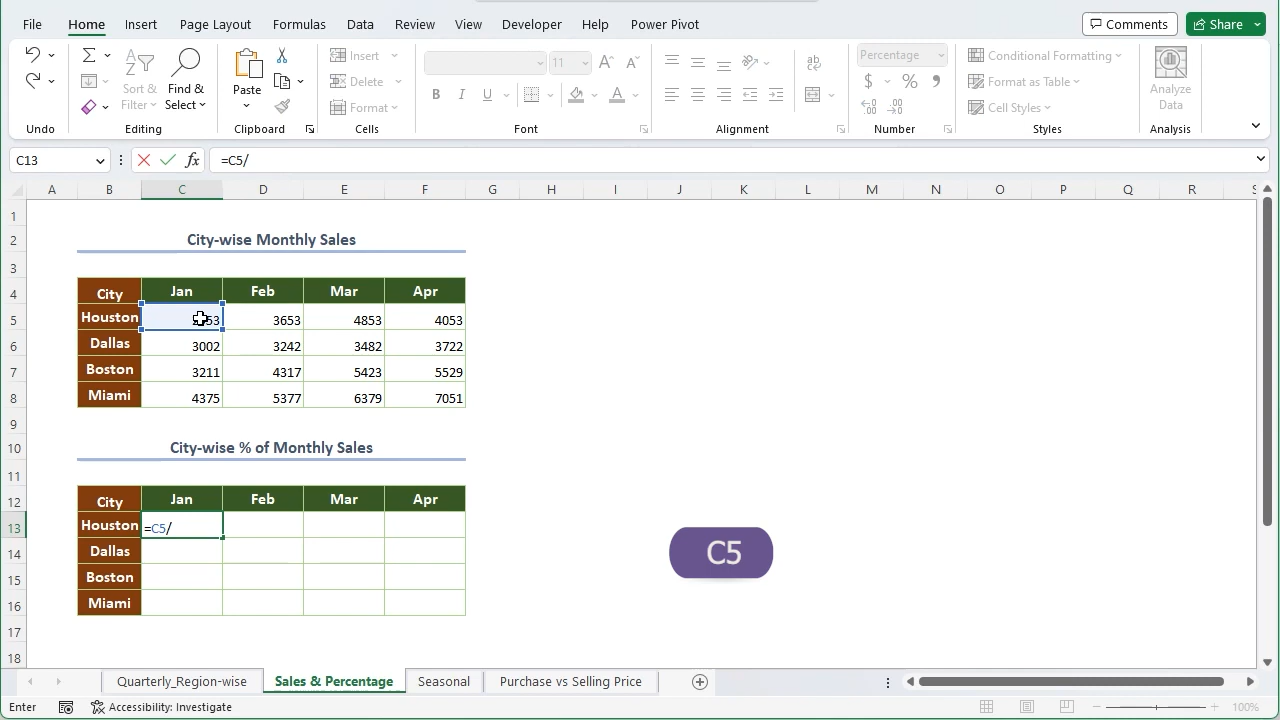 File Home Insert Page Layout Formulas Data Review View Developer Help Power Pivot Comments Share
Insert 11 Percentage Conditional Formatting
Sort & Filter Find & Select Paste Delete Format as Table Analyze Data
Format Cell Styles
Undo Editing Clipboard Cells Font Alignment Number Styles Analysis
C13 fx =C5/
A B C D E F G H I J K L M N O P Q R
1
2 City-wise Monthly Sales
3
4 City Jan Feb Mar Apr
5 Houston 3653 4853 4053
6 Dallas 3002 3242 3482 3722
7 Boston 3211 4317 5423 5529
8 Miami 4375 5377 6379 7051
9
10 City-wise % of Monthly Sales
11
12 City Jan Feb Mar Apr
13 Houston =C5/
14 Dallas
C5
15 Boston
16 Miami
17
18
Quarterly_Region-wise Sales & Percentage Seasonal Purchase vs Selling Price
Enter Accessibility: Investigate 100%